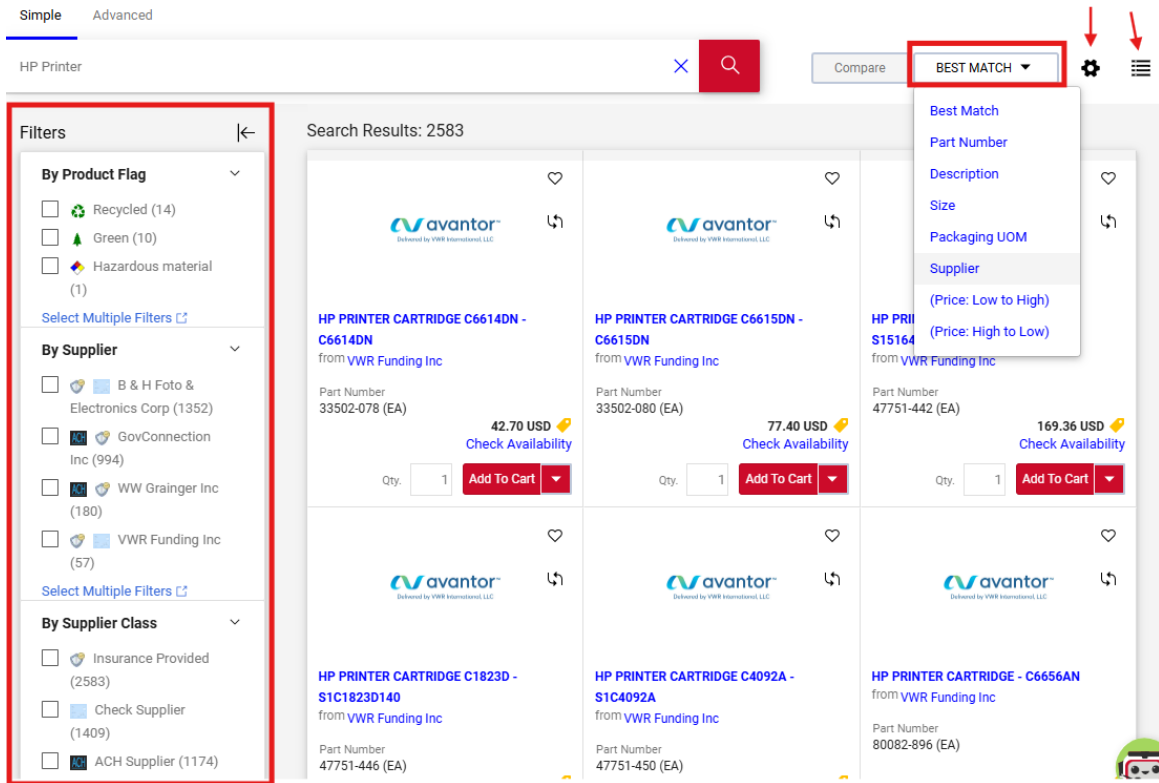 Simple Advanced
HP Printer
Compare BEST MATCH
Best Match
Part Number
Description
Size
Packaging UOM
Supplier
(Price: Low to High)
(Price: High to Low)
Filters
By Product Flag
Recycled (14)
Green (10)
Hazardous material
(1)
Select Multiple Filters
By Supplier
B & H Foto &
Electronics Corp (1352)
ACH GovConnection
Inc (994)
ACH WW Grainger Inc
(180)
VWR Funding Inc
(57)
Select Multiple Filters
By Supplier Class
Insurance Provided
(2583)
Check Supplier
(1409)
ACH ACH Supplier (1174)
Search Results: 2583
avantor
Delivered by VWR International, LLC
HP PRINTER CARTRIDGE C6614DN -
C6614DN
from VWR Funding Inc
Part Number
33502-078 (EA)
42.70 USD
Check Availability
Qty. 1 Add To Cart
avantor
Delivered by VWR International, LLC
HP PRINTER CARTRIDGE C6615DN -
C6615DN
from VWR Funding Inc
Part Number
33502-080 (EA)
77.40 USD
Check Availability
Qty. 1 Add To Cart
HP
from VWR Funding Inc
Part Number
47751-442 (EA)
169.36 USD
Check Availability
Qty. 1 Add To Cart
avantor
Delivered by VWR International, LLC
HP PRINTER CARTRIDGE C1823D -
S1C1823D140
from VWR Funding Inc
Part Number
47751-446 (EA)
avantor
Delivered by VWR International, LLC
HP PRINTER CARTRIDGE C4092A -
S1C4092A
from VWR Funding Inc
Part Number
47751-450 (EA)
avantor
Delivered by VWR International, LLC
HP PRINTER CARTRIDGE - C6656AN
from VWR Funding Inc
Part Number
80082-896 (EA)